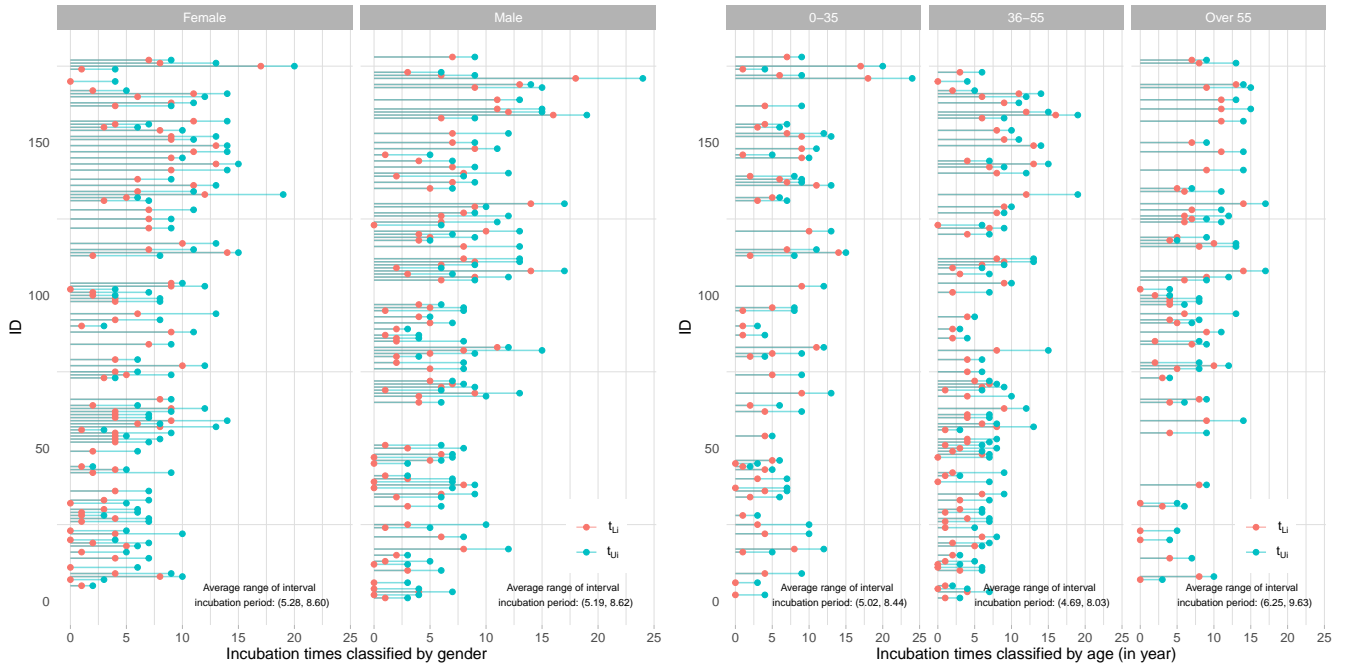 Female
Male
0–35
36–55
Over 55
ID
150
100
50
0
t_Li
t_Ui
Average range of interval
incubation period: (5.28, 8.60)
Average range of interval
incubation period: (5.19, 8.62)
0 5 10 15 20 25
0 5 10 15 20 25
Incubation times classified by gender
ID
150
100
50
0
t_Li
t_Ui
Average range of interval
incubation period: (5.02, 8.44)
Average range of interval
incubation period: (4.69, 8.03)
Average range of interval
incubation period: (6.25, 9.63)
0 5 10 15 20 25
0 5 10 15 20 25
0 5 10 15 20 25
Incubation times classified by age (in year)